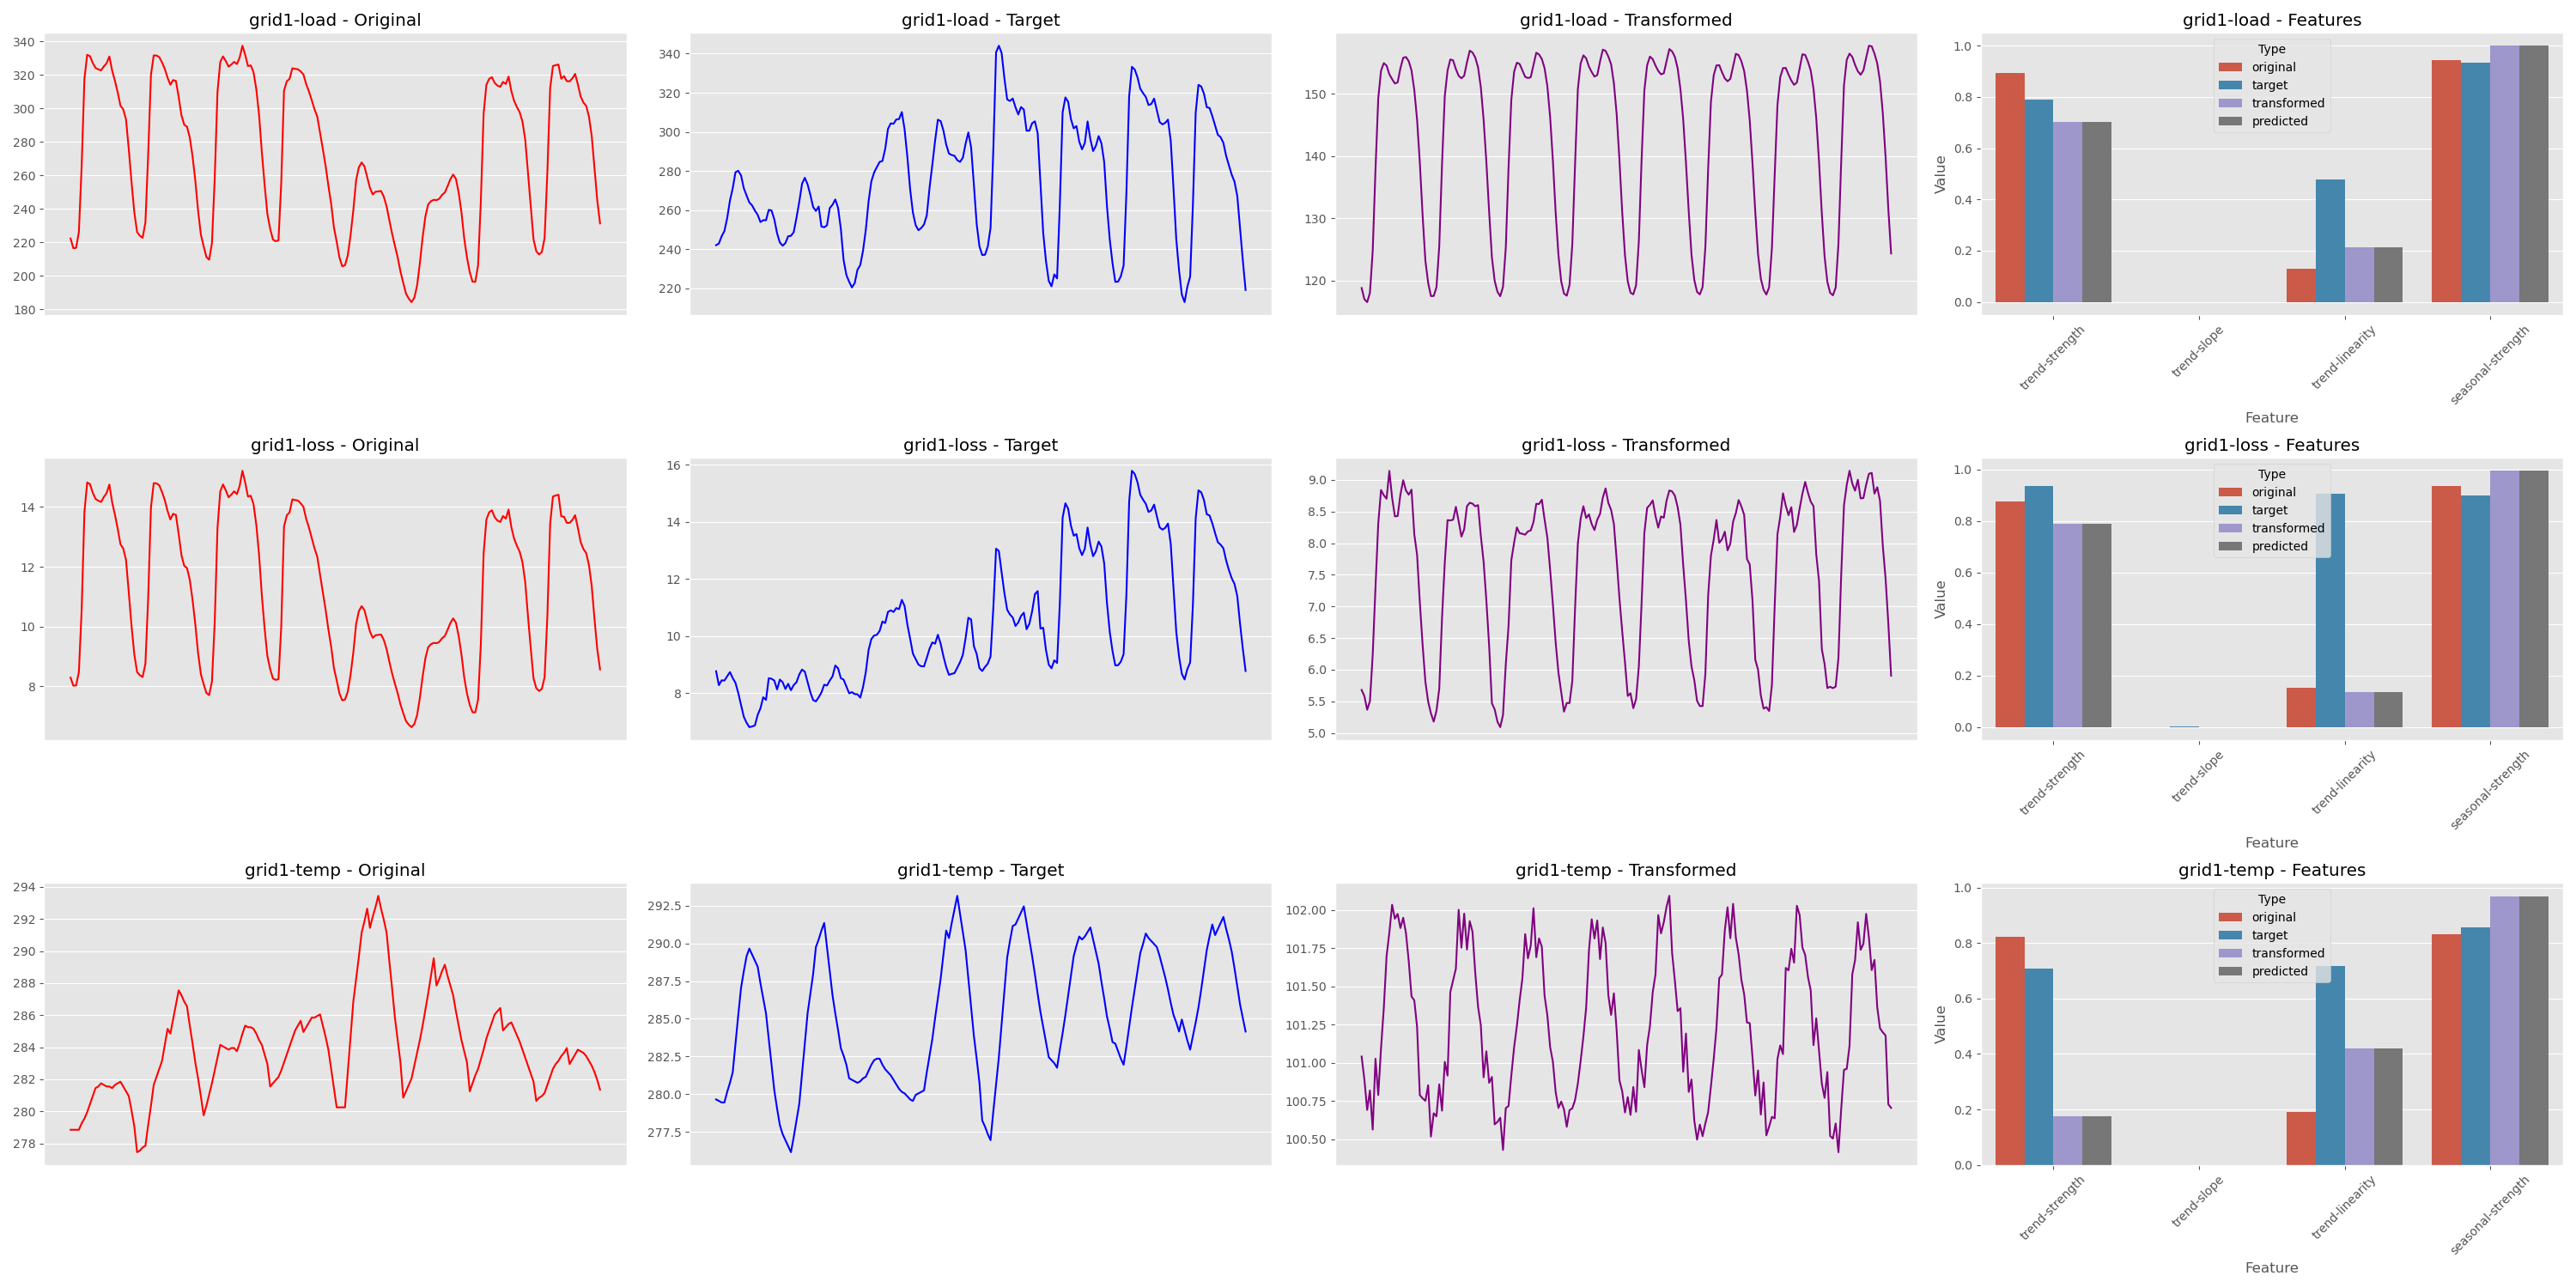 grid1-load - Original
340
320
300
280
260
240
220
200
180
grid1-load - Target
340
320
300
280
260
240
220
grid1-load - Transformed
150
140
130
120
grid1-load - Features
1.0
0.8
0.6
0.4
0.2
0.0
Value
Type
original
target
transformed
predicted
trend-strength
trend-slope
trend-linearity
seasonal-strength
Feature
grid1-loss - Original
14
12
10
8
grid1-loss - Target
16
14
12
10
8
grid1-loss - Transformed
9.0
8.5
8.0
7.5
7.0
6.5
6.0
5.5
5.0
grid1-loss - Features
1.0
0.8
0.6
0.4
0.2
0.0
Value
Type
original
target
transformed
predicted
trend-strength
trend-slope
trend-linearity
seasonal-strength
Feature
grid1-temp - Original
294
292
290
288
286
284
282
280
278
grid1-temp - Target
292.5
290.0
287.5
285.0
282.5
280.0
277.5
grid1-temp - Transformed
102.00
101.75
101.50
101.25
101.00
100.75
100.50
grid1-temp - Features
1.0
0.8
0.6
0.4
0.2
0.0
Value
Type
original
target
transformed
predicted
trend-strength
trend-slope
trend-linearity
seasonal-strength
Feature